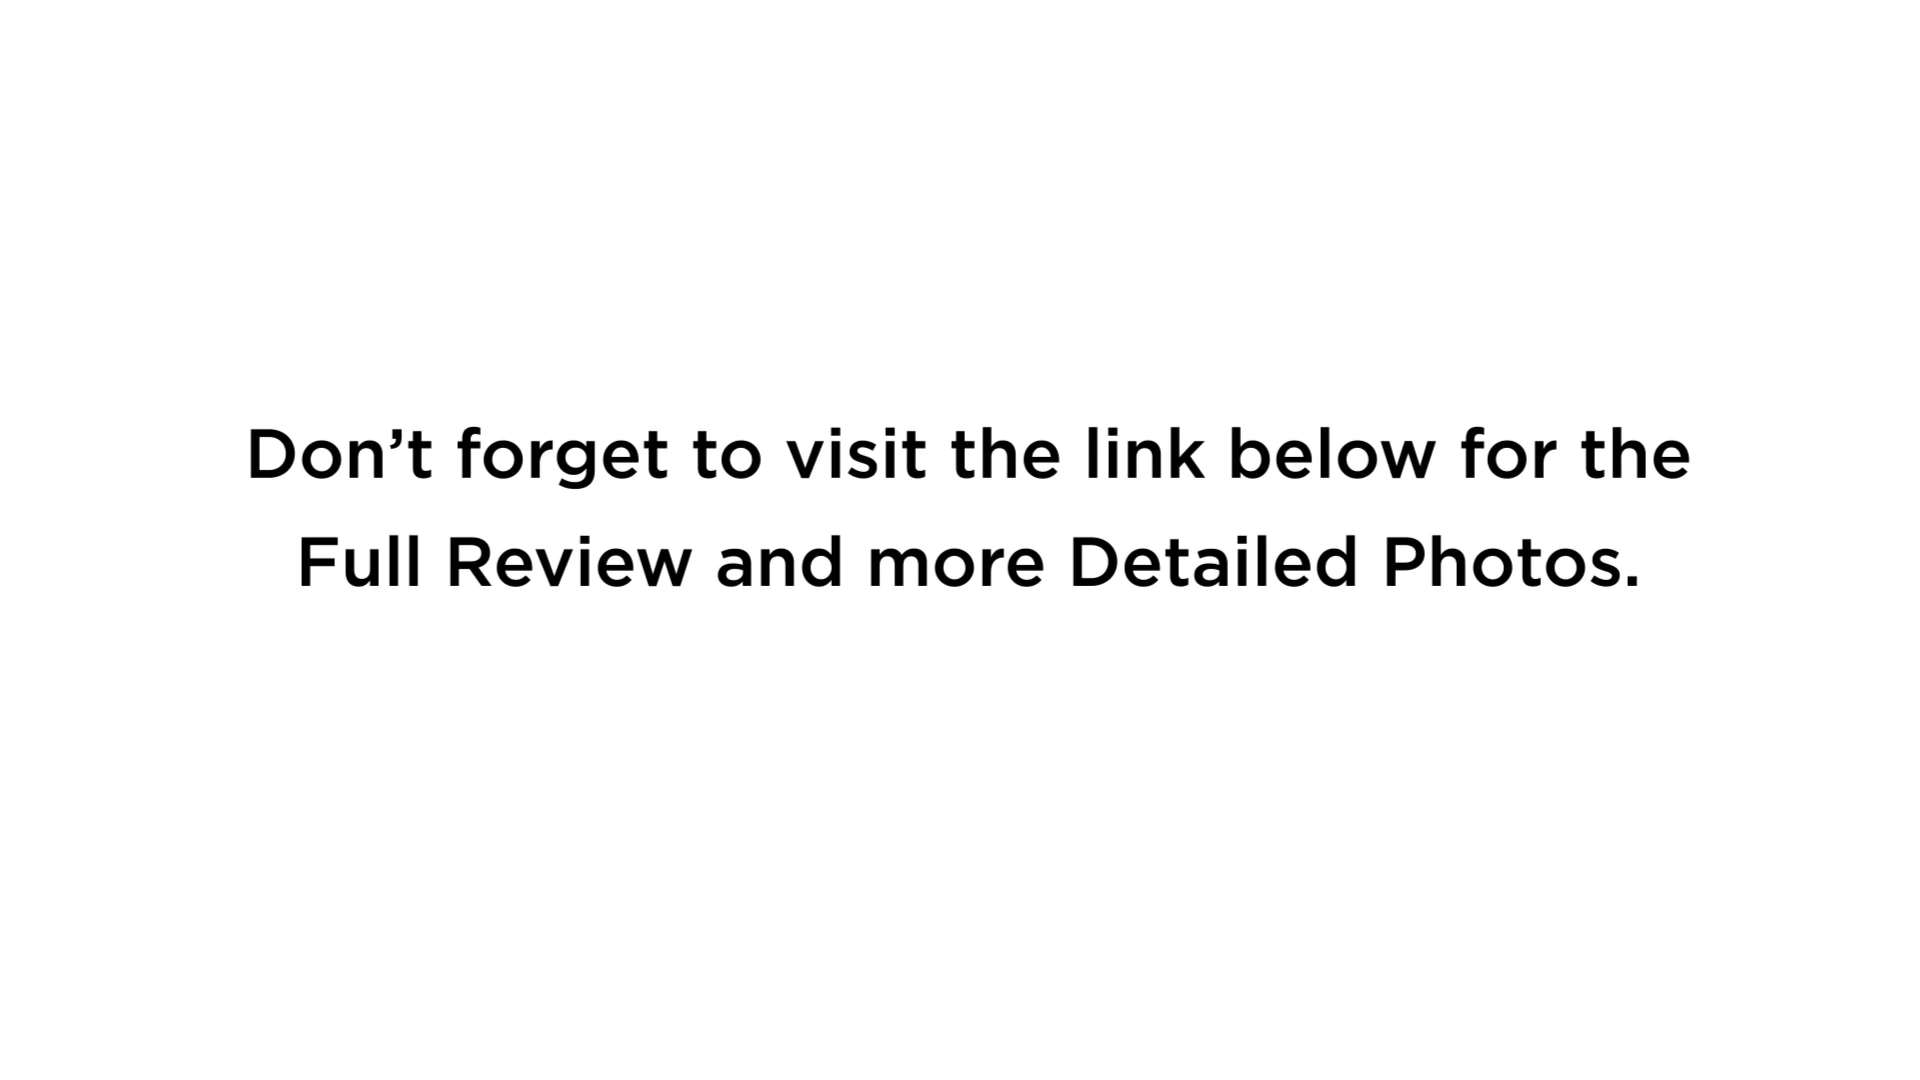 Don’t forget to visit the link below for the
Full Review and more Detailed Photos.